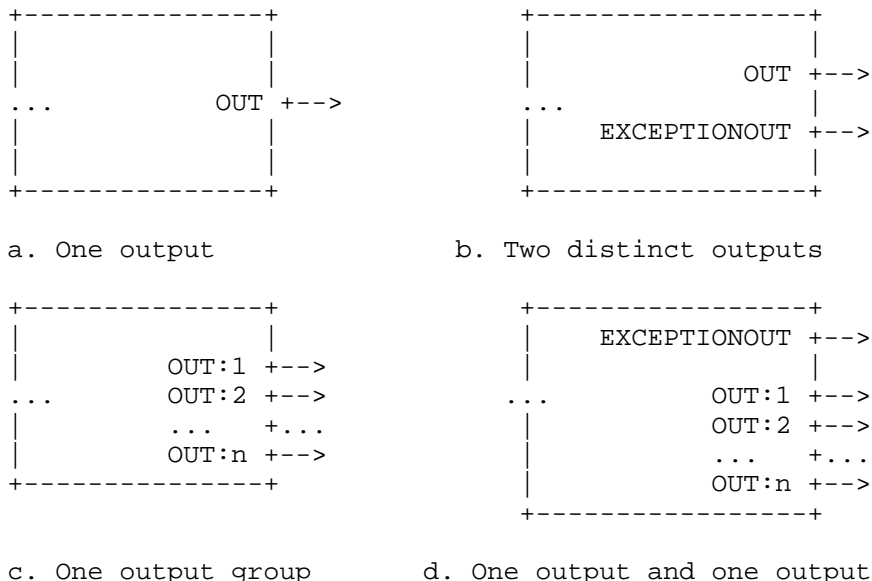 +---------------+                +----------------+
|               |                |                |
|               |                |            OUT +-->
...         OUT +-->             ...              |
|               |                |   EXCEPTIONOUT +-->
|               |                |                |
+---------------+                +----------------+
a. One output               b. Two distinct outputs
+---------------+                +----------------+
|               |                |   EXCEPTIONOUT +-->
|         OUT:1 +-->             |                |
...       OUT:2 +-->            ...         OUT:1 +-->
|         ...   +...             |          OUT:2 +-->
|         OUT:n +-->             |          ...   +...
+---------------+                |          OUT:n +-->
+----------------+
c. One output group       d. One output and one output